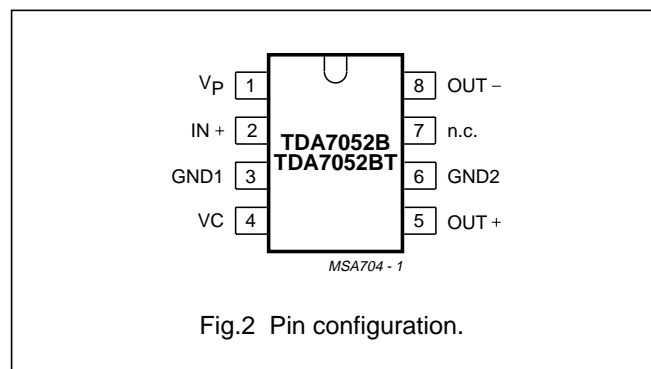 VP 1 8 OUT −
IN + 2 7 n.c.
TDA7052B
TDA7052BT
GND1 3 6 GND2
VC 4 5 OUT +
MSA704 - 1
Fig.2 Pin configuration.